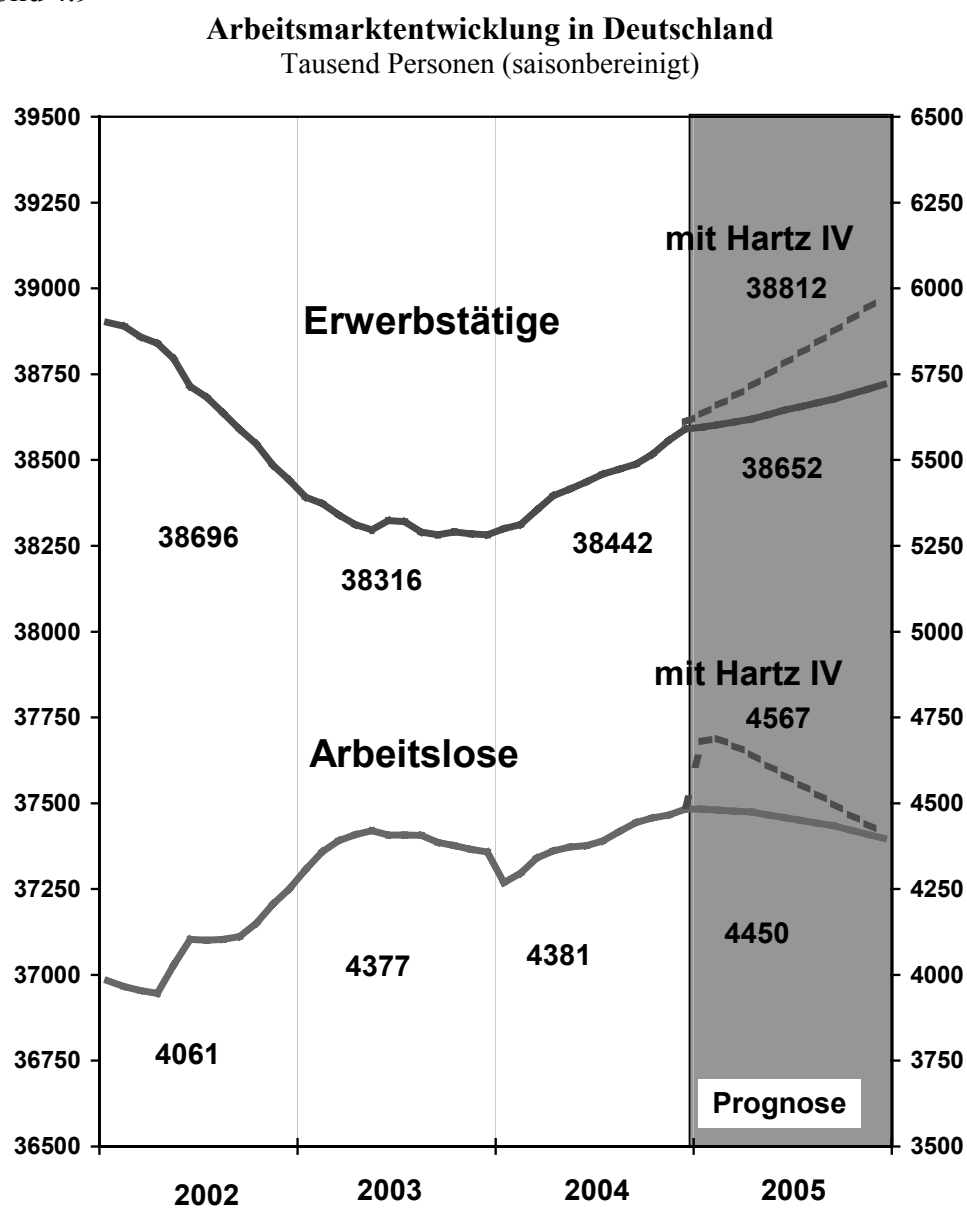 Arbeitsmarktentwicklung in Deutschland
Tausend Personen (saisonbereinigt)
39500 6500
39250 6250
mit Hartz IV
39000 38812 6000
Erwerbstätige
38750 5750
38500 38652 5500
38696 38442
38250 38316 5250
38000 5000
mit Hartz IV
37750 4567 4750
Arbeitslose
37500 4500
37250 4250
4450
37000 4377 4381 4000
4061
36750 3750
Prognose
36500 3500
2002 2003 2004 2005